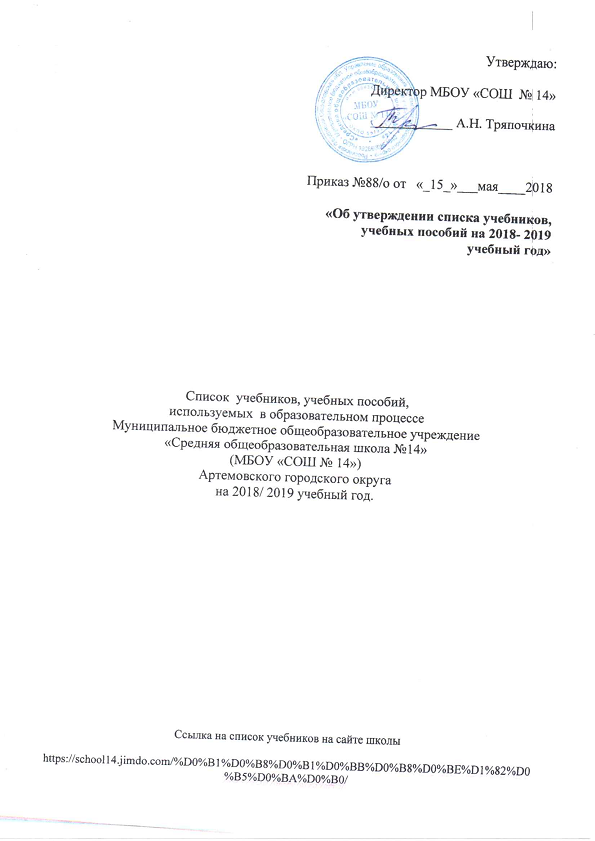 Утверждаю:
Директор МБОУ «СОШ № 14»
____________ А.Н. Тряпочкина
МБОУ
СОШ №
Приказ №88/о от «_15_»___мая____2018
«Об утверждении списка учебников,
учебных пособий на 2018- 2019
учебный год»
Список учебников, учебных пособий,
используемых в образовательном процессе
Муниципальное бюджетное общеобразовательное учреждение
«Средняя общеобразовательная школа №14»
(МБОУ «СОШ № 14»)
Артемовского городского округа
на 2018/ 2019 учебный год.
Ссылка на список учебников на сайте школы
https://school14.jimdo.com/%D0%B1%D0%B8%D0%B1%D0%BB%D0%B8%D0%BE%D1%82%D0
%B5%D0%BA%D0%B0/